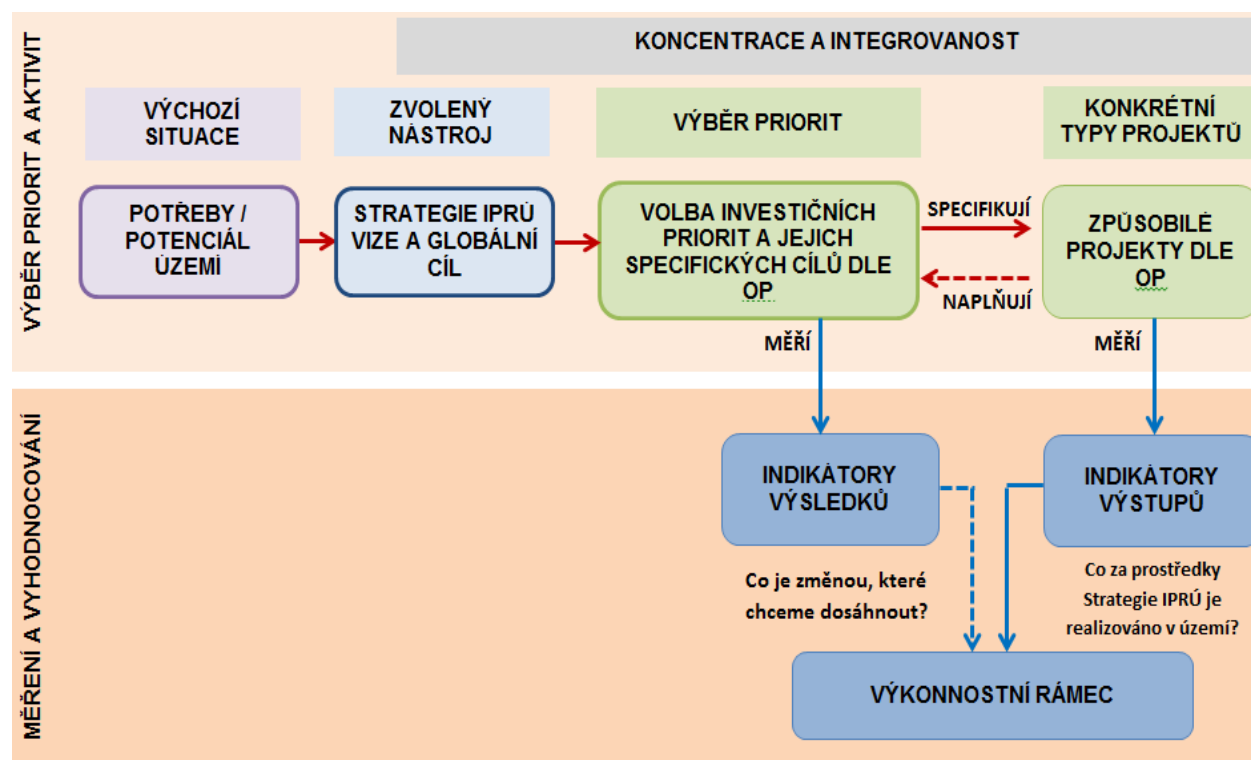 VÝBĚR PRIORIT A AKTIVIT
KONCENTRACE A INTEGROVANOST
VÝCHOZÍ
SITUACE
ZVOLENÝ
NÁSTROJ
VÝBĚR PRIORIT
KONKRÉTNÍ
TYPY PROJEKTŮ
POTŘEBY /
POTENCIÁL
ÚZEMÍ
STRATEGIE IPRÚ
VIZE A GLOBÁLNÍ
CÍL
VOLBA INVESTIČNÍCH
PRIORIT A JEJICH
SPECIFICKÝCH CÍLŮ DLE
OP
SPECIFIKUJÍ
NAPLŇUJÍ
ZPŮSOBILÉ
PROJEKTY DLE
OP
MĚŘÍ
MĚŘÍ
MĚŘENÍ A VYHODNOCOVÁNÍ
INDIKÁTORY
VÝSLEDKŮ
INDIKÁTORY
VÝSTUPŮ
Co je změnou, které
chceme dosáhnout?
Co za prostředky
Strategie IPRÚ je
realizováno v území?
VÝKONNOSTNÍ RÁMEC